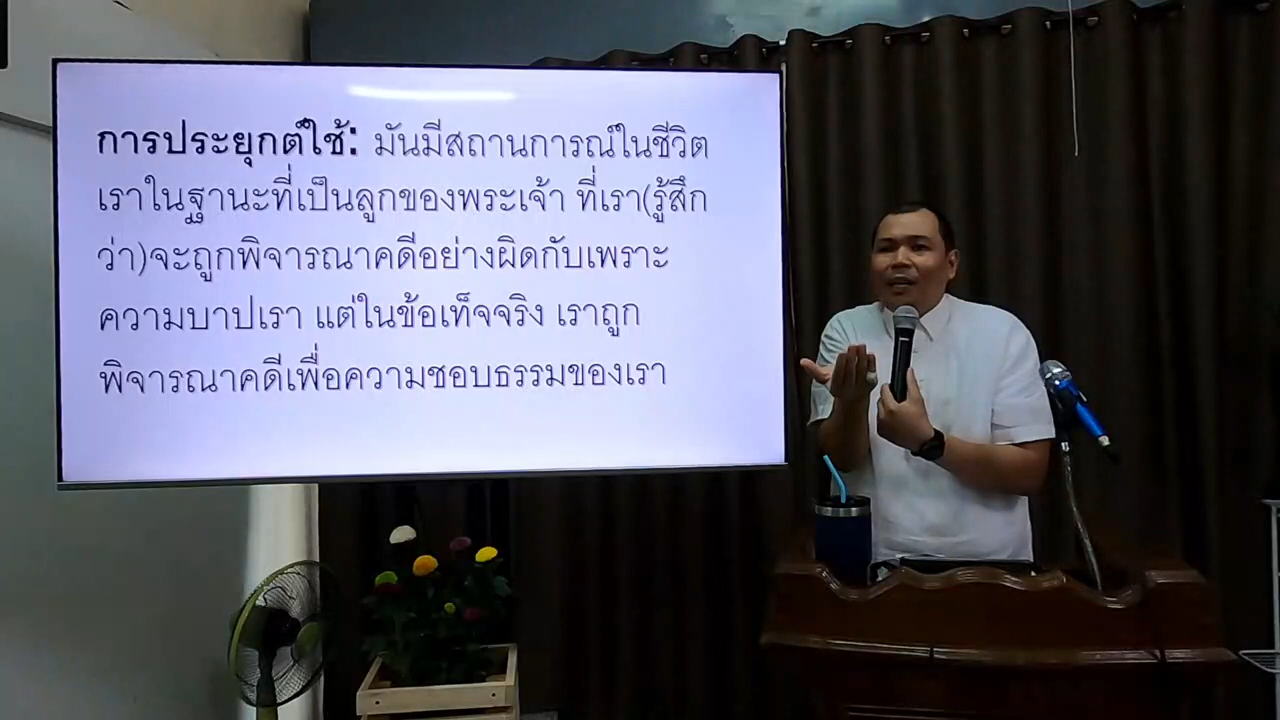 การประยุกต์ใช้: มันมีสถานการณ์ในชีวิต
เราในฐานะที่เป็นลูกของพระเจ้า ที่เรา(รู้สึก
ว่า)จะถูกพิจารณาคดีอย่างผิดกับเพราะ
ความบาปเรา แต่ในข้อเท็จจริง เราถูก
พิจารณาคดีเพื่อความชอบธรรมของเรา